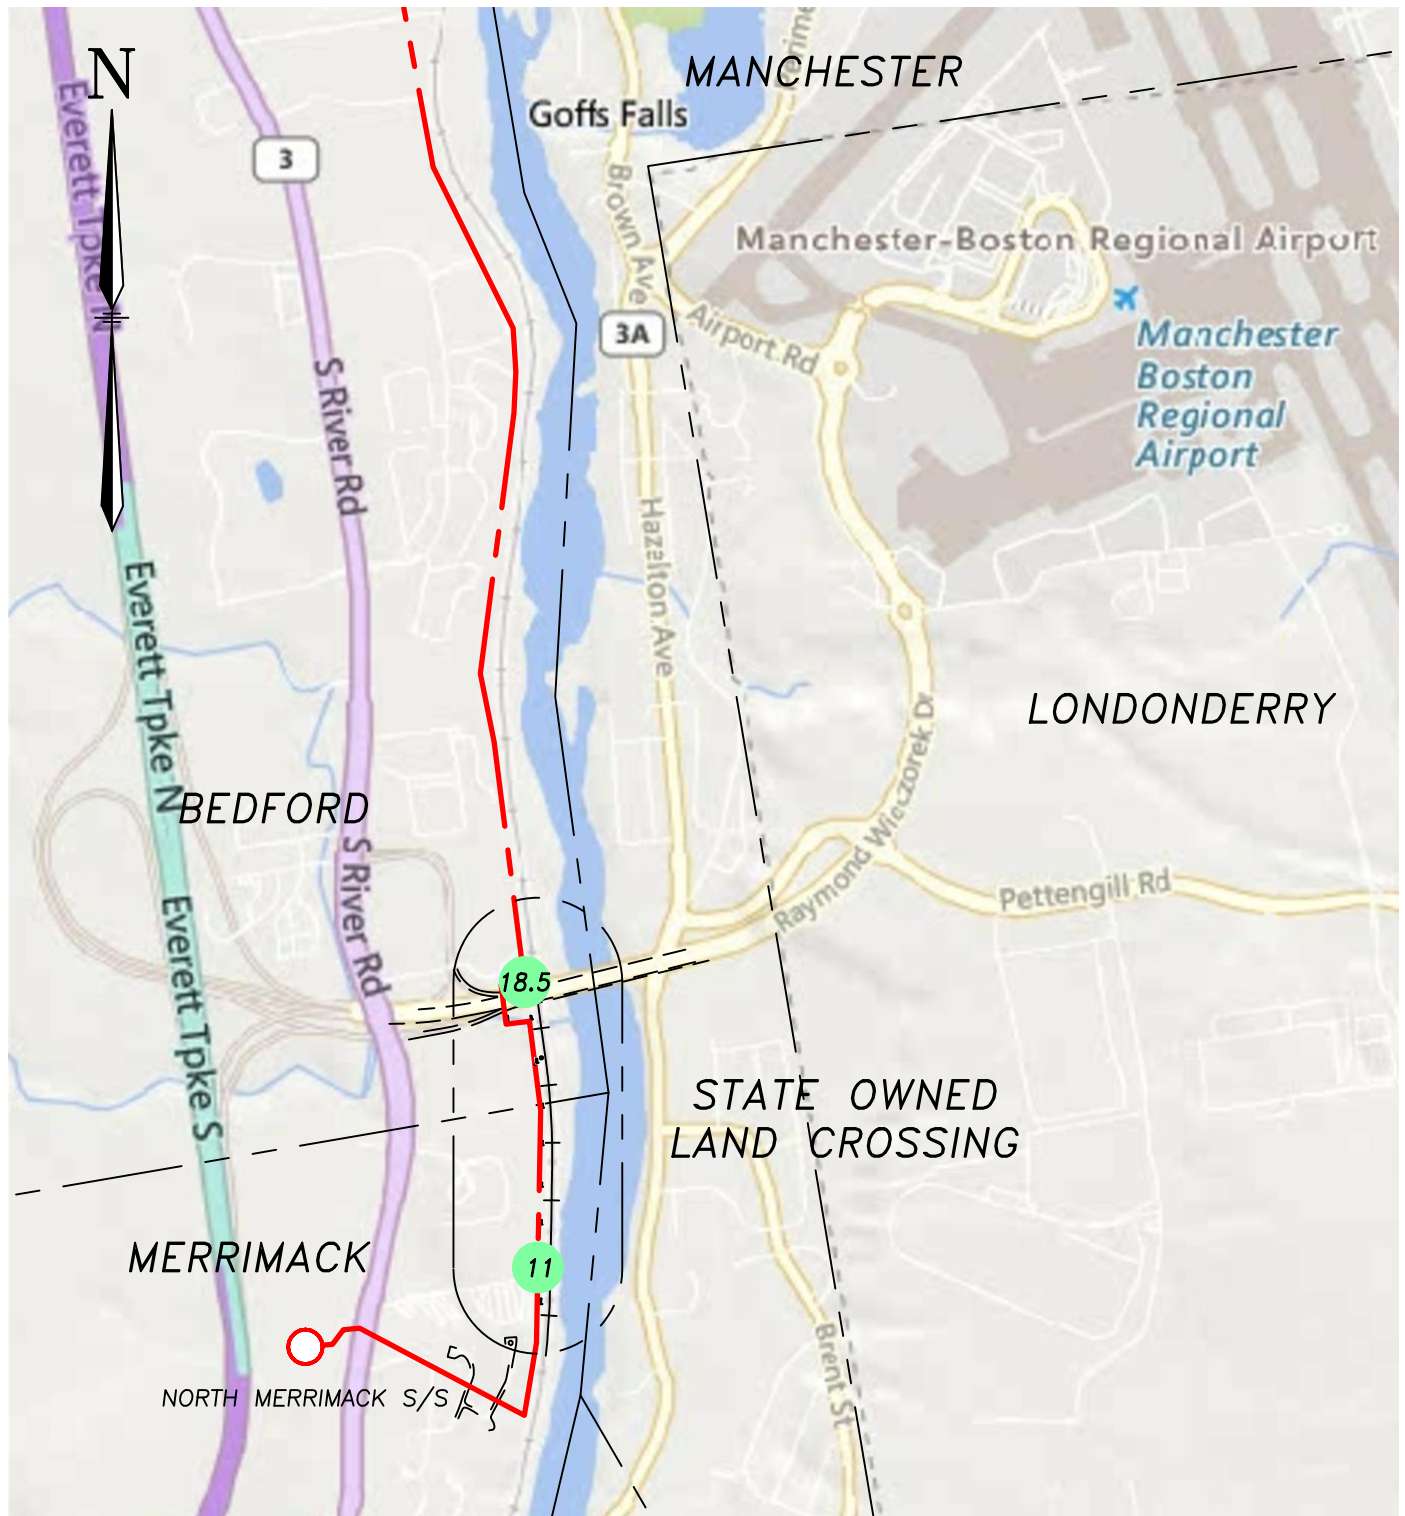 N
MANCHESTER
Everett Tpke N
Goffs Falls
3
Brown Ave
Manchester-Boston Regional Airport
3A
Airport Rd
Manchester
Boston
Regional
Airport
S River Rd
Hazelton Ave
Everett Tpke N
LONDONDERRY
Raymond Wieczorek Dr
BEDFORD
S River Rd
Pettengill Rd
Everett Tpke S
18.5
STATE OWNED
LAND CROSSING
MERRIMACK
11
Brent St
NORTH MERRIMACK S/S